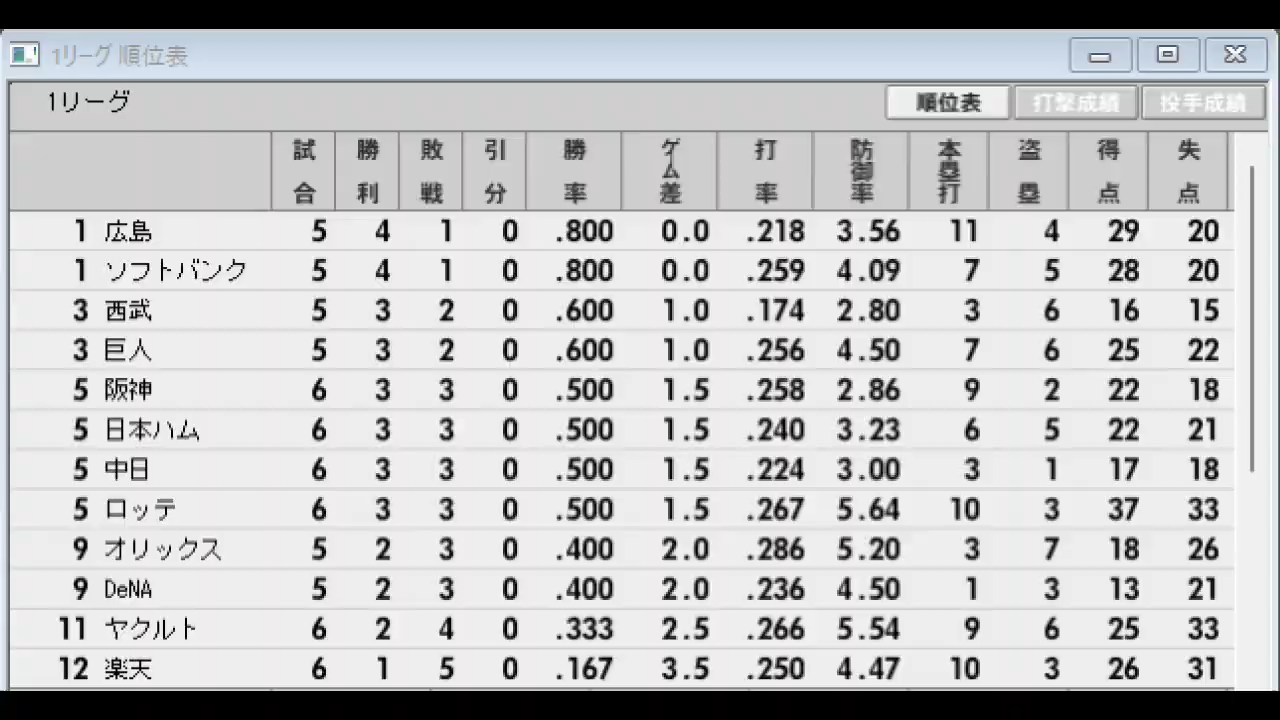 1リーグ 順位表
1リーグ 順位表 打撃成績 投手成績
試合 勝利 敗戦 引分 勝率 ゲーム差 打率 防御率 本塁打 盗塁 得点 失点
1 広島 5 4 1 0 .800 0.0 .218 3.56 11 4 29 20
1 ソフトバンク 5 4 1 0 .800 0.0 .259 4.09 7 5 28 20
3 西武 5 3 2 0 .600 1.0 .174 2.80 3 6 16 15
3 巨人 5 3 2 0 .600 1.0 .256 4.50 7 6 25 22
5 阪神 6 3 3 0 .500 1.5 .258 2.86 9 2 22 18
5 日本ハム 6 3 3 0 .500 1.5 .240 3.23 6 5 22 21
5 中日 6 3 3 0 .500 1.5 .224 3.00 3 1 17 18
5 ロッテ 6 3 3 0 .500 1.5 .267 5.64 10 3 37 33
9 オリックス 5 2 3 0 .400 2.0 .286 5.20 3 7 18 26
9 DeNA 5 2 3 0 .400 2.0 .236 4.50 1 3 13 21
11 ヤクルト 6 2 4 0 .333 2.5 .266 5.54 9 6 25 33
12 楽天 6 1 5 0 .167 3.5 .250 4.47 10 3 26 31